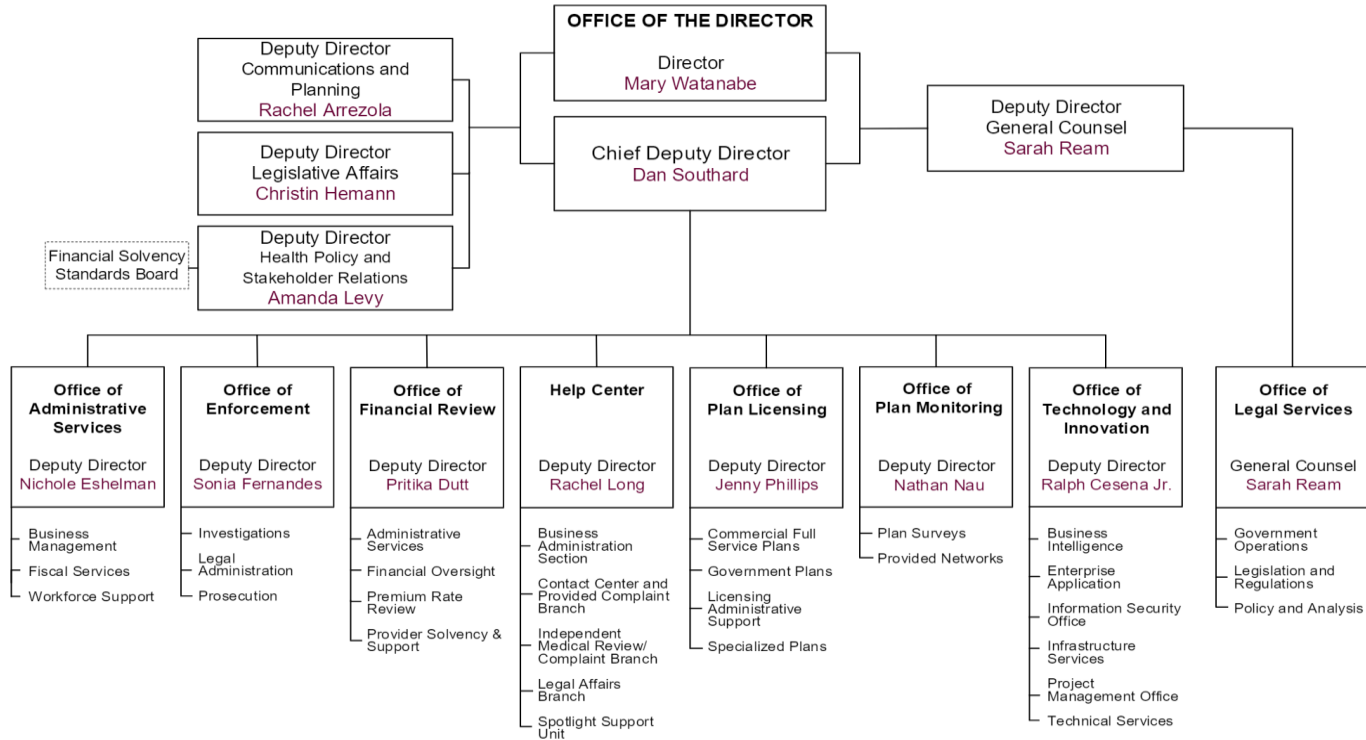 OFFICE OF THE DIRECTOR
Director
Mary Watanabe
Chief Deputy Director
Dan Southard
Deputy Director
Communications and
Planning
Rachel Arrezola
Deputy Director
Legislative Affairs
Christin Hemann
Deputy Director
Health Policy and
Stakeholder Relations
Amanda Levy
Financial Solvency
Standards Board
Deputy Director
General Counsel
Sarah Ream
Office of
Administrative
Services
Deputy Director
Nichole Eshelman
Business
Management
Fiscal Services
Workforce Support
Office of
Enforcement
Deputy Director
Sonia Fernandes
Investigations
Legal
Administration
Prosecution
Office of
Financial Review
Deputy Director
Pritika Dutt
Administrative
Services
Financial Oversight
Premium Rate
Review
Provider Solvency &
Support
Help Center
Deputy Director
Rachel Long
Business
Administration
Section
Contact Center and
Provided Complaint
Branch
Independent
Medical Review/
Complaint Branch
Legal Affairs
Branch
Spotlight Support
Unit
Office of
Plan Licensing
Deputy Director
Jenny Phillips
Commercial Full
Service Plans
Government Plans
Licensing
Administrative
Support
Specialized Plans
Office of
Plan Monitoring
Deputy Director
Nathan Nau
Plan Surveys
Provided Networks
Office of
Technology and
Innovation
Deputy Director
Ralph Cesena Jr.
Business
Intelligence
Enterprise
Application
Information Security
Office
Infrastructure
Services
Project
Management Office
Technical Services
Office of
Legal Services
General Counsel
Sarah Ream
Government
Operations
Legislation and
Regulations
Policy and Analysis